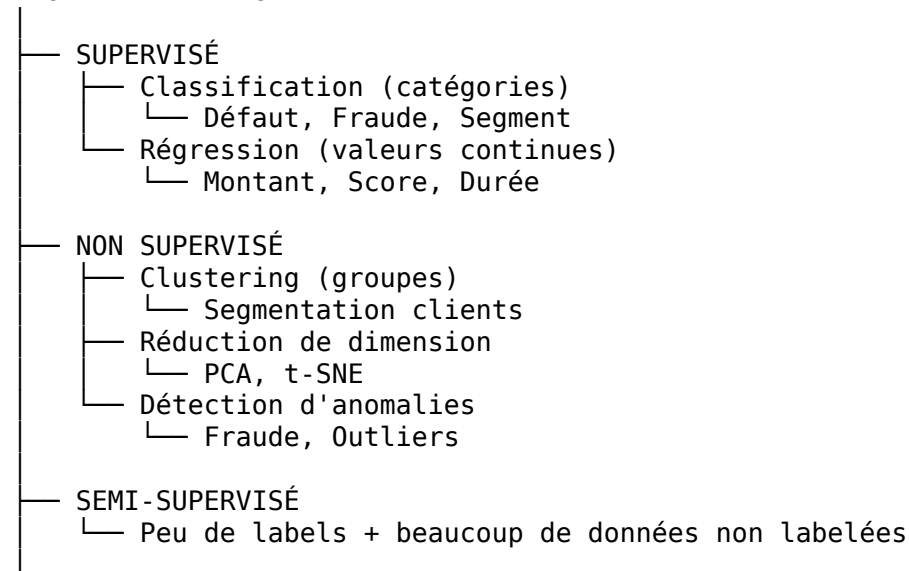 │
├── SUPERVISÉ
│   ├── Classification (catégories)
│   │   └── Défaut, Fraude, Segment
│   └── Régression (valeurs continues)
│       └── Montant, Score, Durée
│
├── NON SUPERVISÉ
│   ├── Clustering (groupes)
│   │   └── Segmentation clients
│   ├── Réduction de dimension
│   │   └── PCA, t-SNE
│   └── Détection d'anomalies
│       └── Fraude, Outliers
│
├── SEMI-SUPERVISÉ
│   └── Peu de labels + beaucoup de données non labelées
│